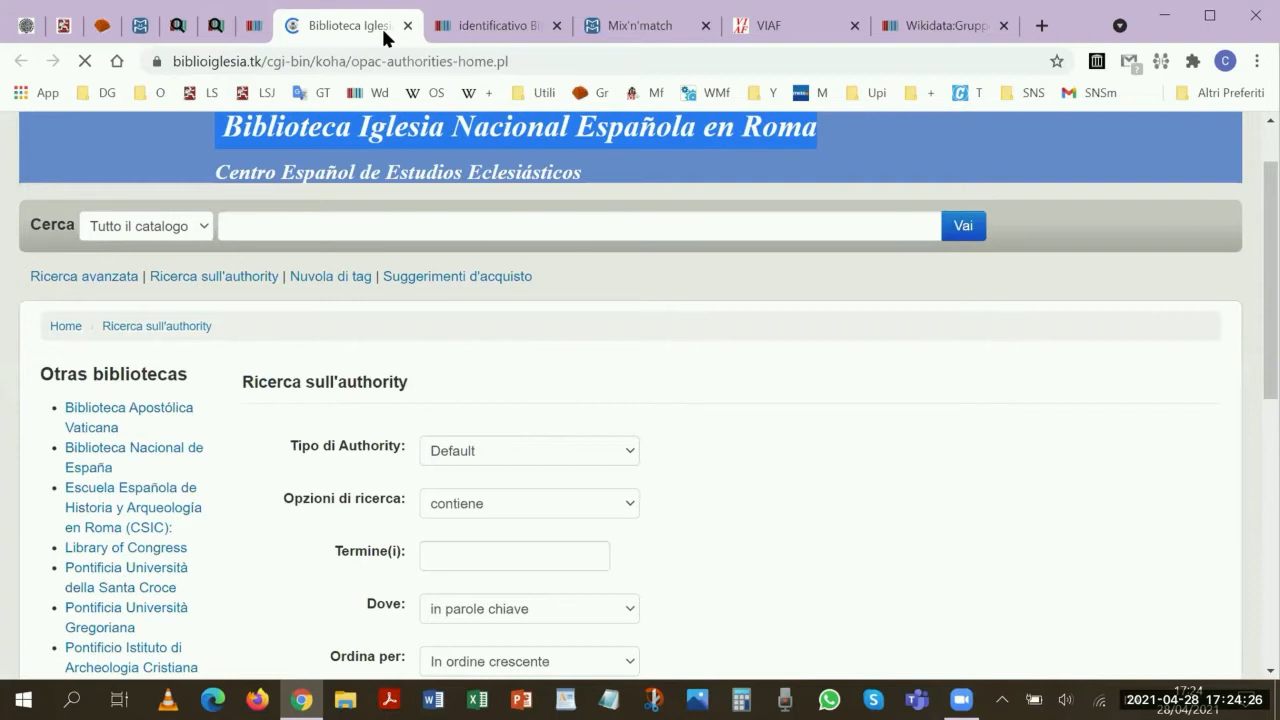 Biblioteca Iglesi
identificativo Bi
Mix'n'match
VIAF
Wikidata:Grupp
biblioiglesia.tk/cgi-bin/koha/opac-authorities-home.pl
?
C
App
DG
O
LS
LSJ
GT
Wd
OS
+
Utili
Gr
Mf
WMf
Y
M
Upi
+
T
SNS
SNSm
Altri Preferiti
Biblioteca Iglesia Nacional Española en Roma
Centro Español de Estudios Eclesiásticos
Cerca
Tutto il catalogo
Vai
Ricerca avanzata | Ricerca sull'authority | Nuvola di tag | Suggerimenti d'acquisto
Home
Ricerca sull'authority
Otras bibliotecas
Biblioteca Apostólica
Vaticana
Biblioteca Nacional de
España
Escuela Española de
Historia y Arqueología
en Roma (CSIC):
Library of Congress
Pontificia Università
della Santa Croce
Pontificia Università
Gregoriana
Pontificio Istituto di
Archeologia Cristiana
Ricerca sull'authority
Tipo di Authority:
Default
Opzioni di ricerca:
contiene
Termine(i):
Dove:
in parole chiave
Ordina per:
In ordine crescente
17:24
28/04/2021
2021-04-28 17:24:26